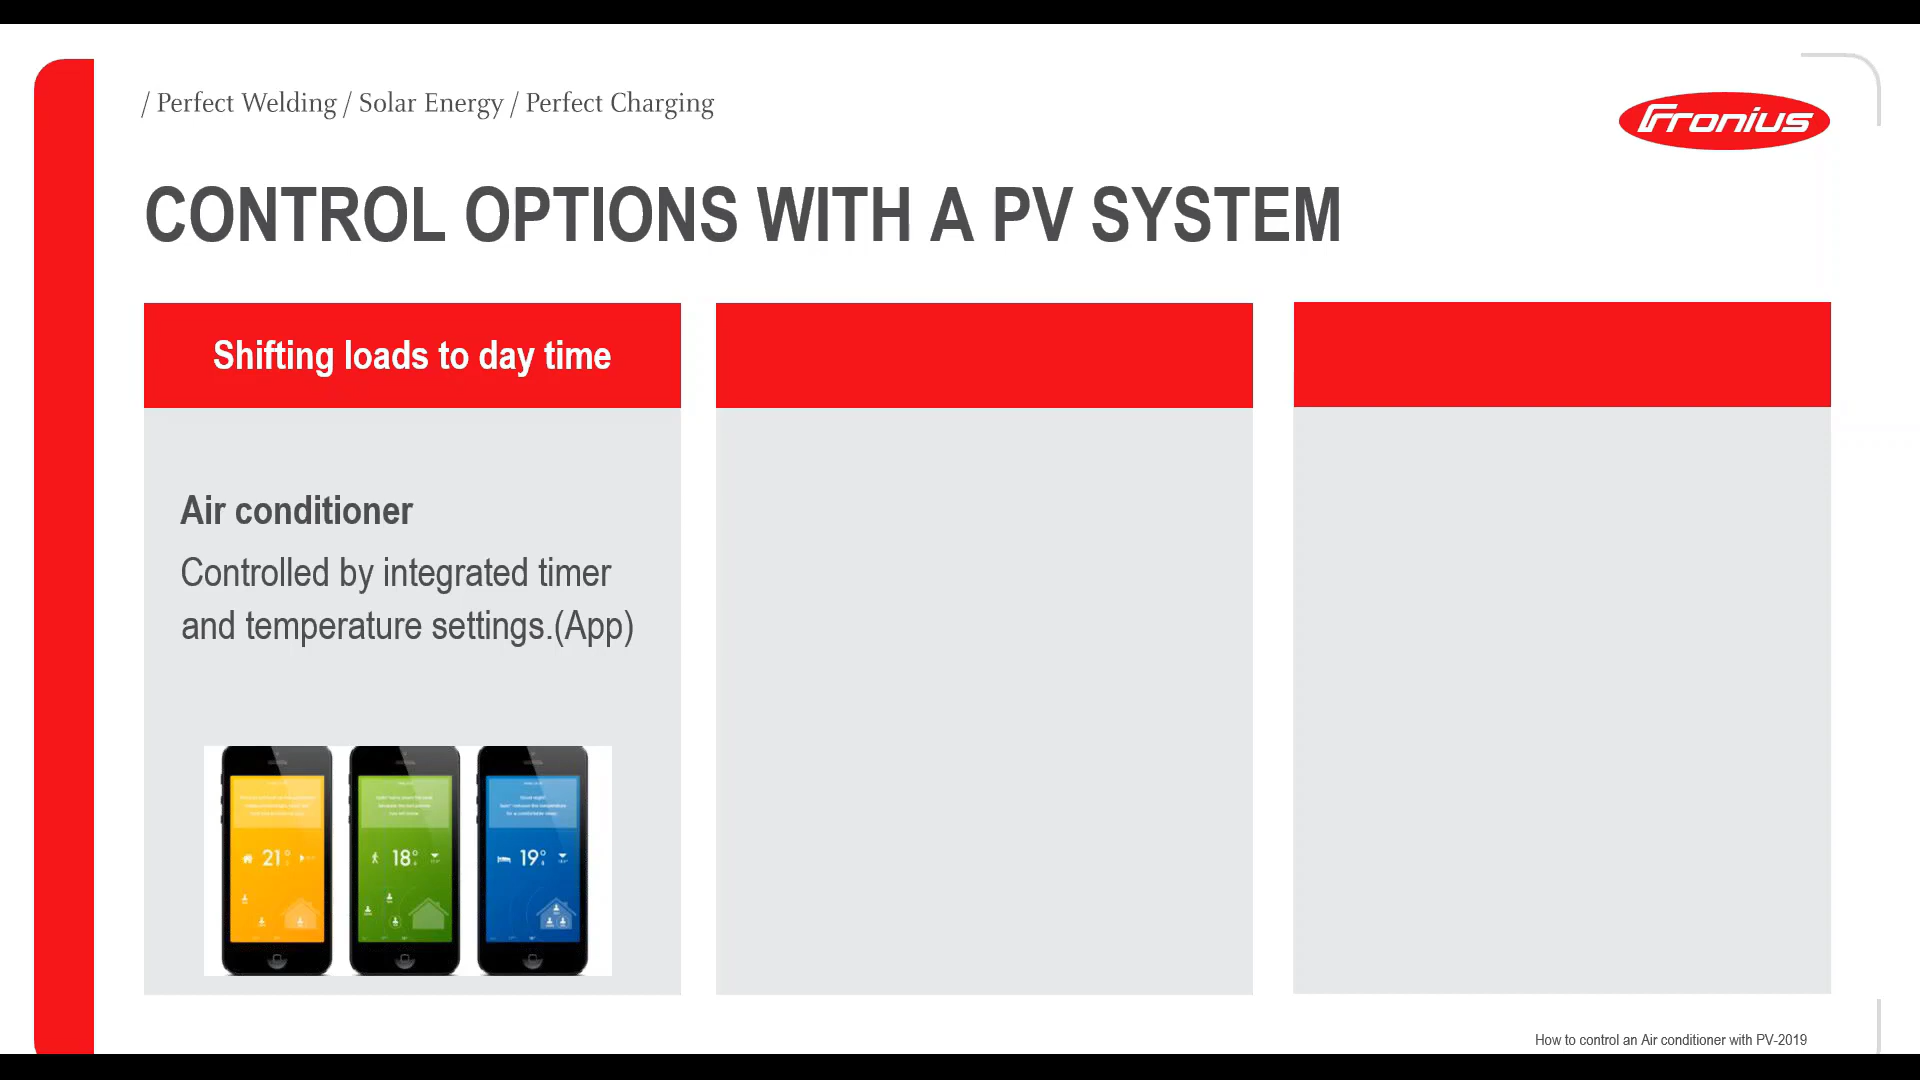 / Perfect Welding / Solar Energy / Perfect Charging
Fronius
CONTROL OPTIONS WITH A PV SYSTEM
Shifting loads to day time
Air conditioner
Controlled by integrated timer
and temperature settings.(App)
21°
18°
19°
How to control an Air conditioner with PV-2019